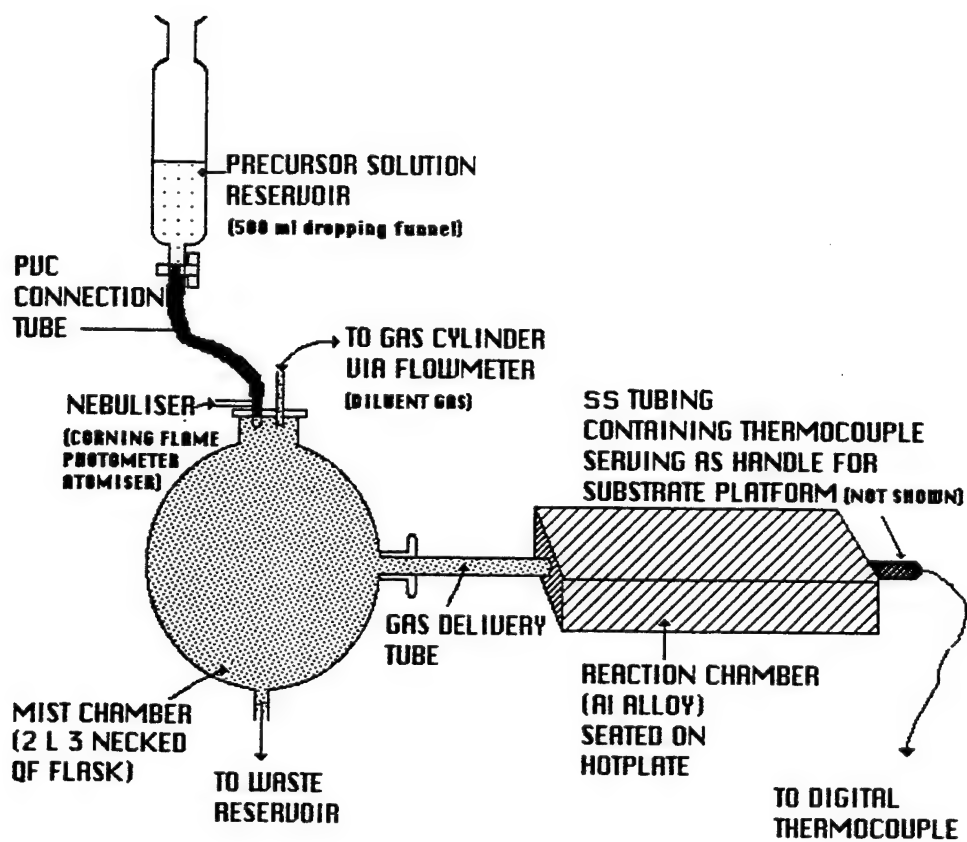 PRECURSOR SOLUTION
RESERVOIR
(500 ml dropping funnel)
PVC
CONNECTION
TUBE
TO GAS CYLINDER
VIA FLOWMETER
(DILUENT GAS)
NEBULISER
(CORNING FLAME
PHOTOMETER
ATOMISER)
SS TUBING
CONTAINING THERMOCOUPLE
SERVING AS HANDLE FOR
SUBSTRATE PLATFORM (NOT SHOWN)
GAS DELIVERY
TUBE
REACTION CHAMBER
(Al ALLOY)
SEATED ON
HOTPLATE
MIST CHAMBER
(2 L 3 NECKED
QF FLASK)
TO WASTE
RESERVOIR
TO DIGITAL
THERMOCOUPLE